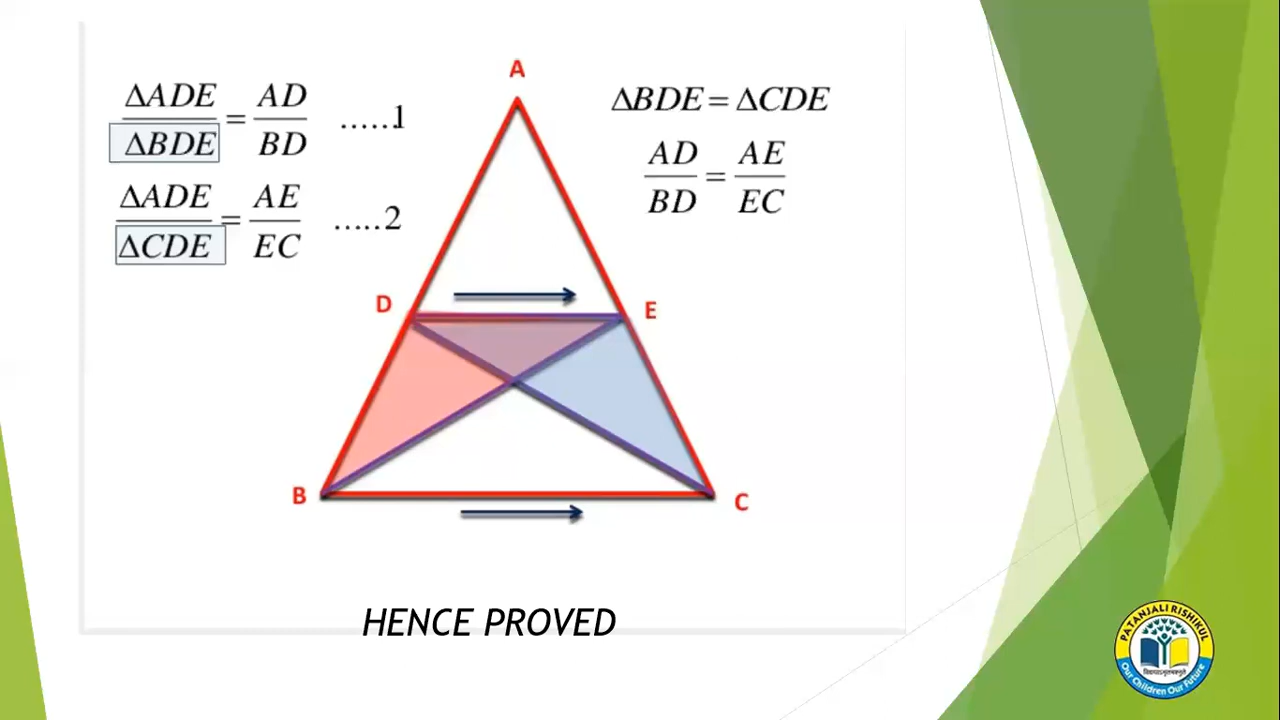 ΔADE/ΔBDE = AD/BD ......1
ΔADE/ΔCDE = AE/EC .....2
A
ΔBDE = ΔCDE
AD/BD = AE/EC
D
E
B
C
HENCE PROVED
PATANJALI RISHIKUL
Our Children Our Future